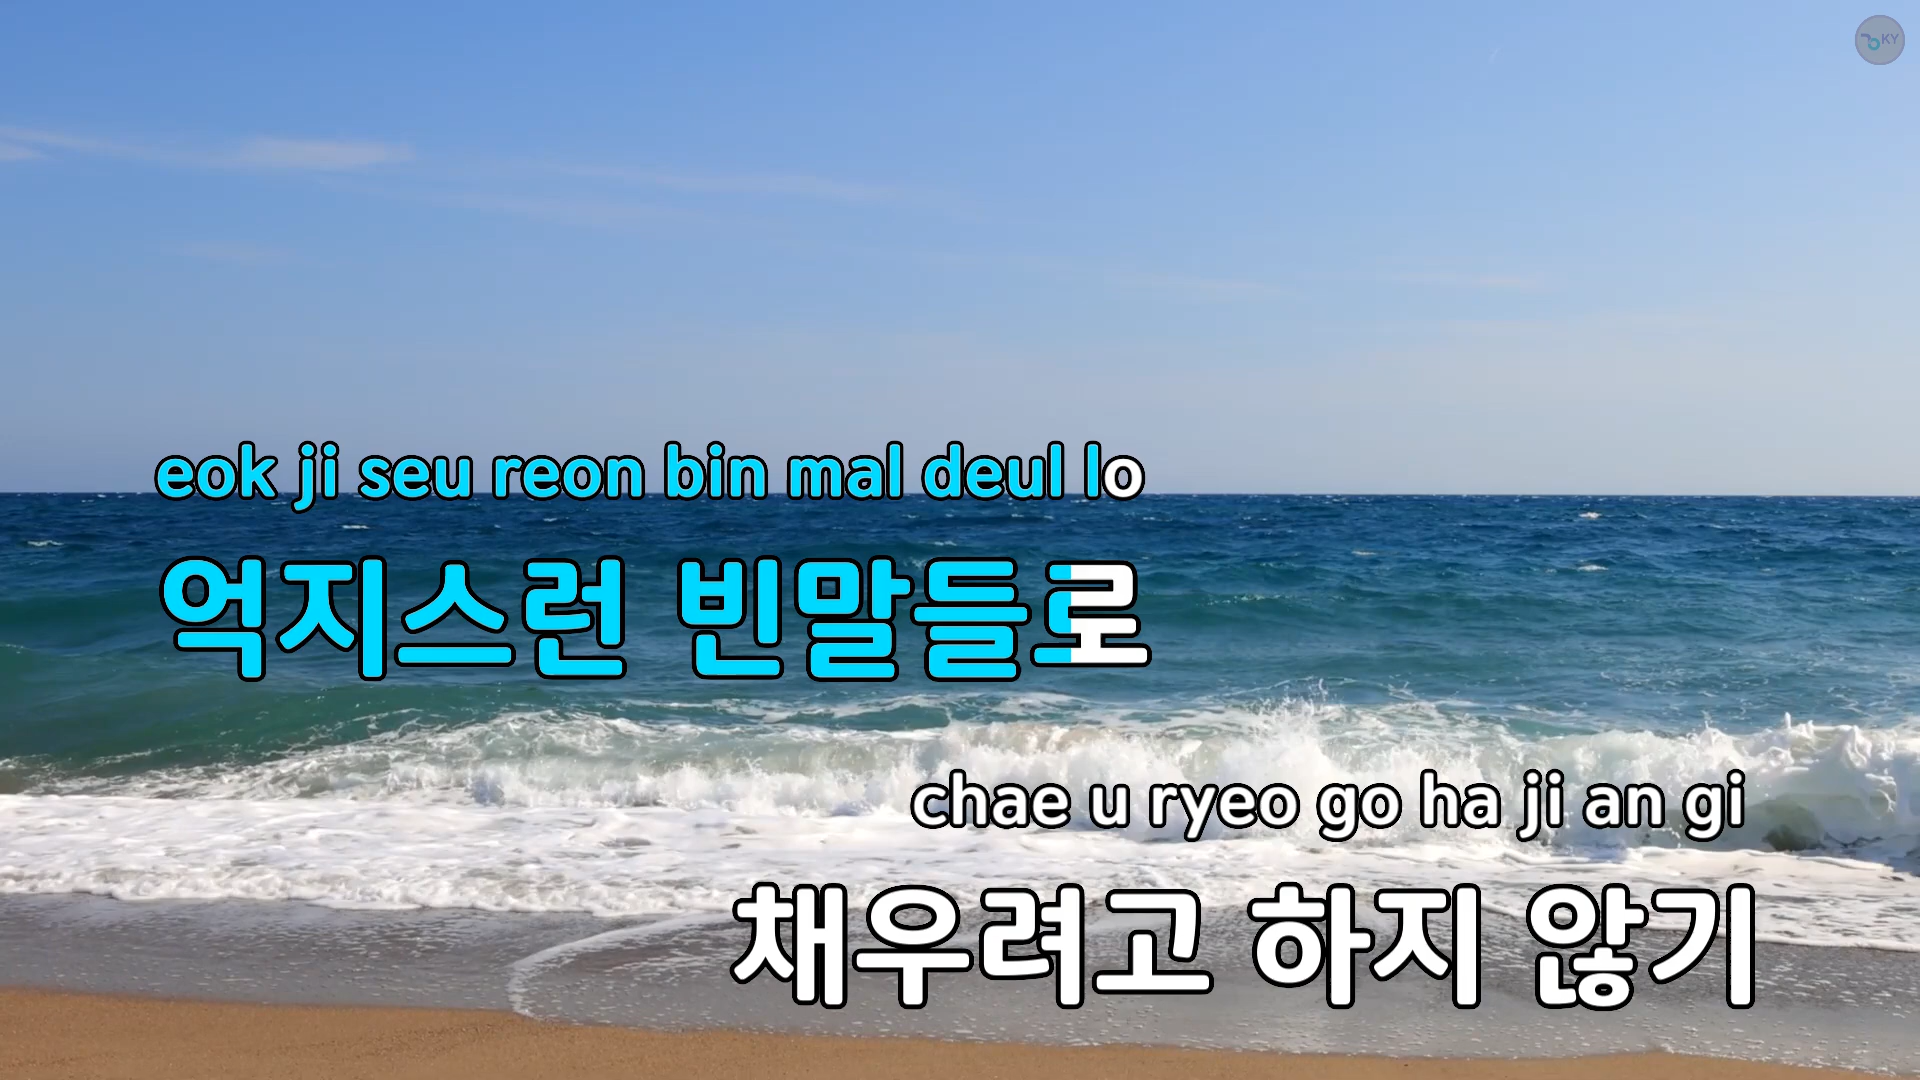 KY
eok ji seu reon bin mal deul lo
억지스런 빈말들로
chae u ryeo go ha ji an gi
채우려고 하지 않기